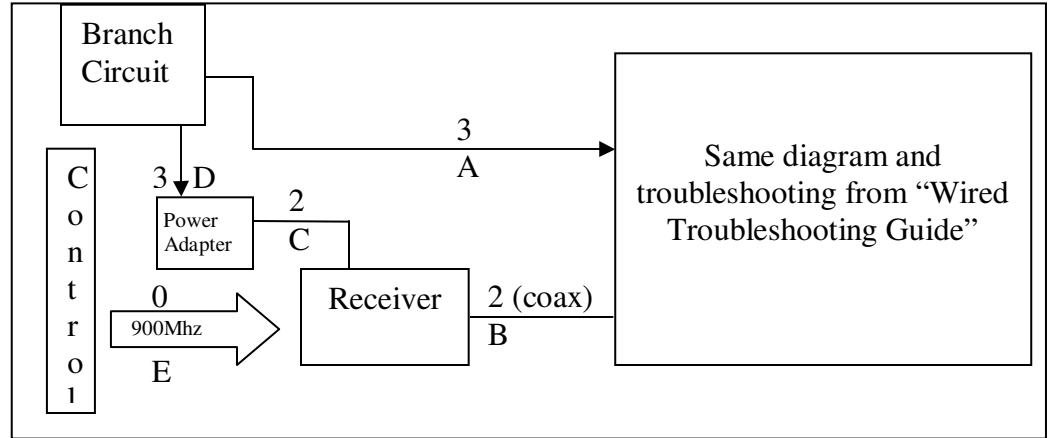 Branch
Circuit
3
A
Same diagram and
troubleshooting from “Wired
Troubleshooting Guide”
C
o
n
t
r
o
l
3 D
Power
Adapter
2
C
0
900Mhz
E
Receiver
2 (coax)
B